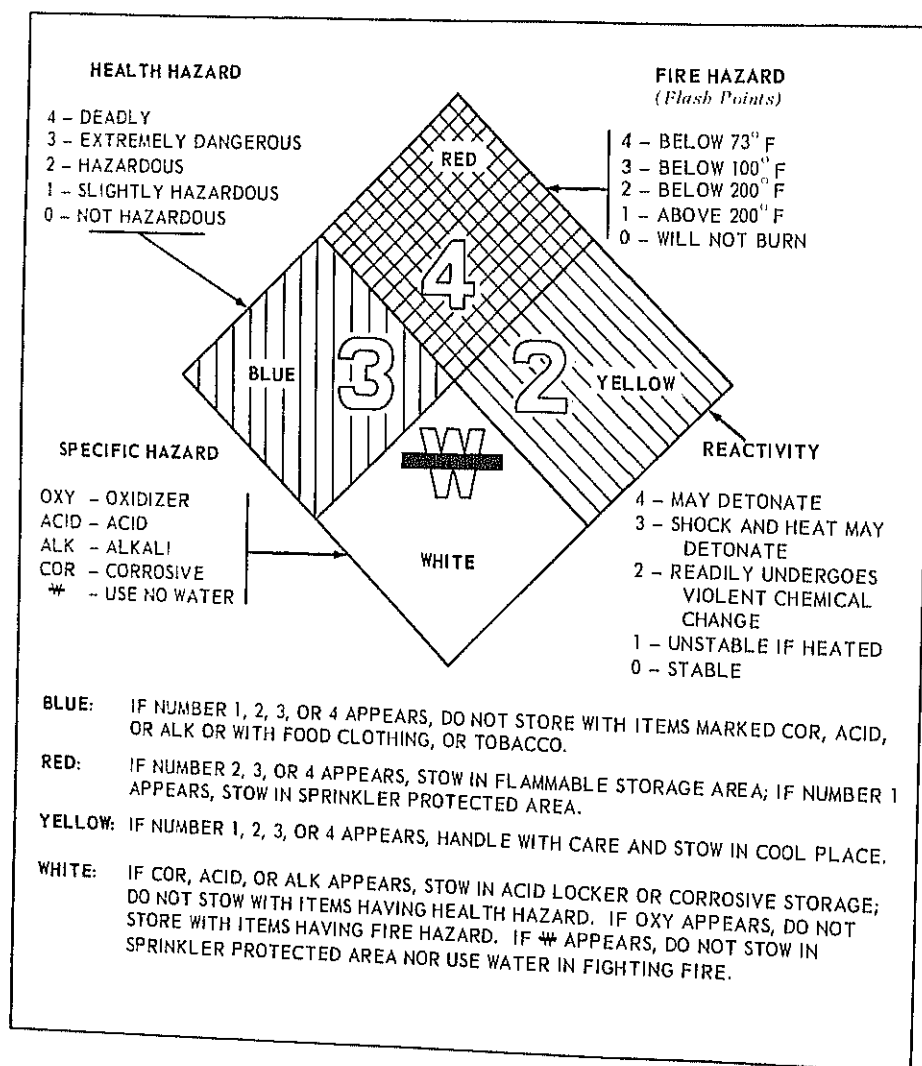 HEALTH HAZARD
4 – DEADLY
3 – EXTREMELY DANGEROUS
2 – HAZARDOUS
1 – SLIGHTLY HAZARDOUS
0 – NOT HAZARDOUS
FIRE HAZARD
(Flash Points)
4 – BELOW 73° F
3 – BELOW 100° F
2 – BELOW 200° F
1 – ABOVE 200° F
0 – WILL NOT BURN
RED
4
BLUE
3
2
YELLOW
W
WHITE
SPECIFIC HAZARD
OXY – OXIDIZER
ACID – ACID
ALK – ALKALI
COR – CORROSIVE
W – USE NO WATER
REACTIVITY
4 – MAY DETONATE
3 – SHOCK AND HEAT MAY
DETONATE
2 – READILY UNDERGOES
VIOLENT CHEMICAL
CHANGE
1 – UNSTABLE IF HEATED
0 – STABLE
BLUE: IF NUMBER 1, 2, 3, OR 4 APPEARS, DO NOT STORE WITH ITEMS MARKED COR, ACID,
OR ALK OR WITH FOOD CLOTHING, OR TOBACCO.
RED: IF NUMBER 2, 3, OR 4 APPEARS, STOW IN FLAMMABLE STORAGE AREA; IF NUMBER 1
APPEARS, STOW IN SPRINKLER PROTECTED AREA.
YELLOW: IF NUMBER 1, 2, 3, OR 4 APPEARS, HANDLE WITH CARE AND STOW IN COOL PLACE.
WHITE: IF COR, ACID, OR ALK APPEARS, STOW IN ACID LOCKER OR CORROSIVE STORAGE;
DO NOT STOW WITH ITEMS HAVING HEALTH HAZARD. IF OXY APPEARS, DO NOT
STORE WITH ITEMS HAVING FIRE HAZARD. IF W APPEARS, DO NOT STOW IN
SPRINKLER PROTECTED AREA NOR USE WATER IN FIGHTING FIRE.